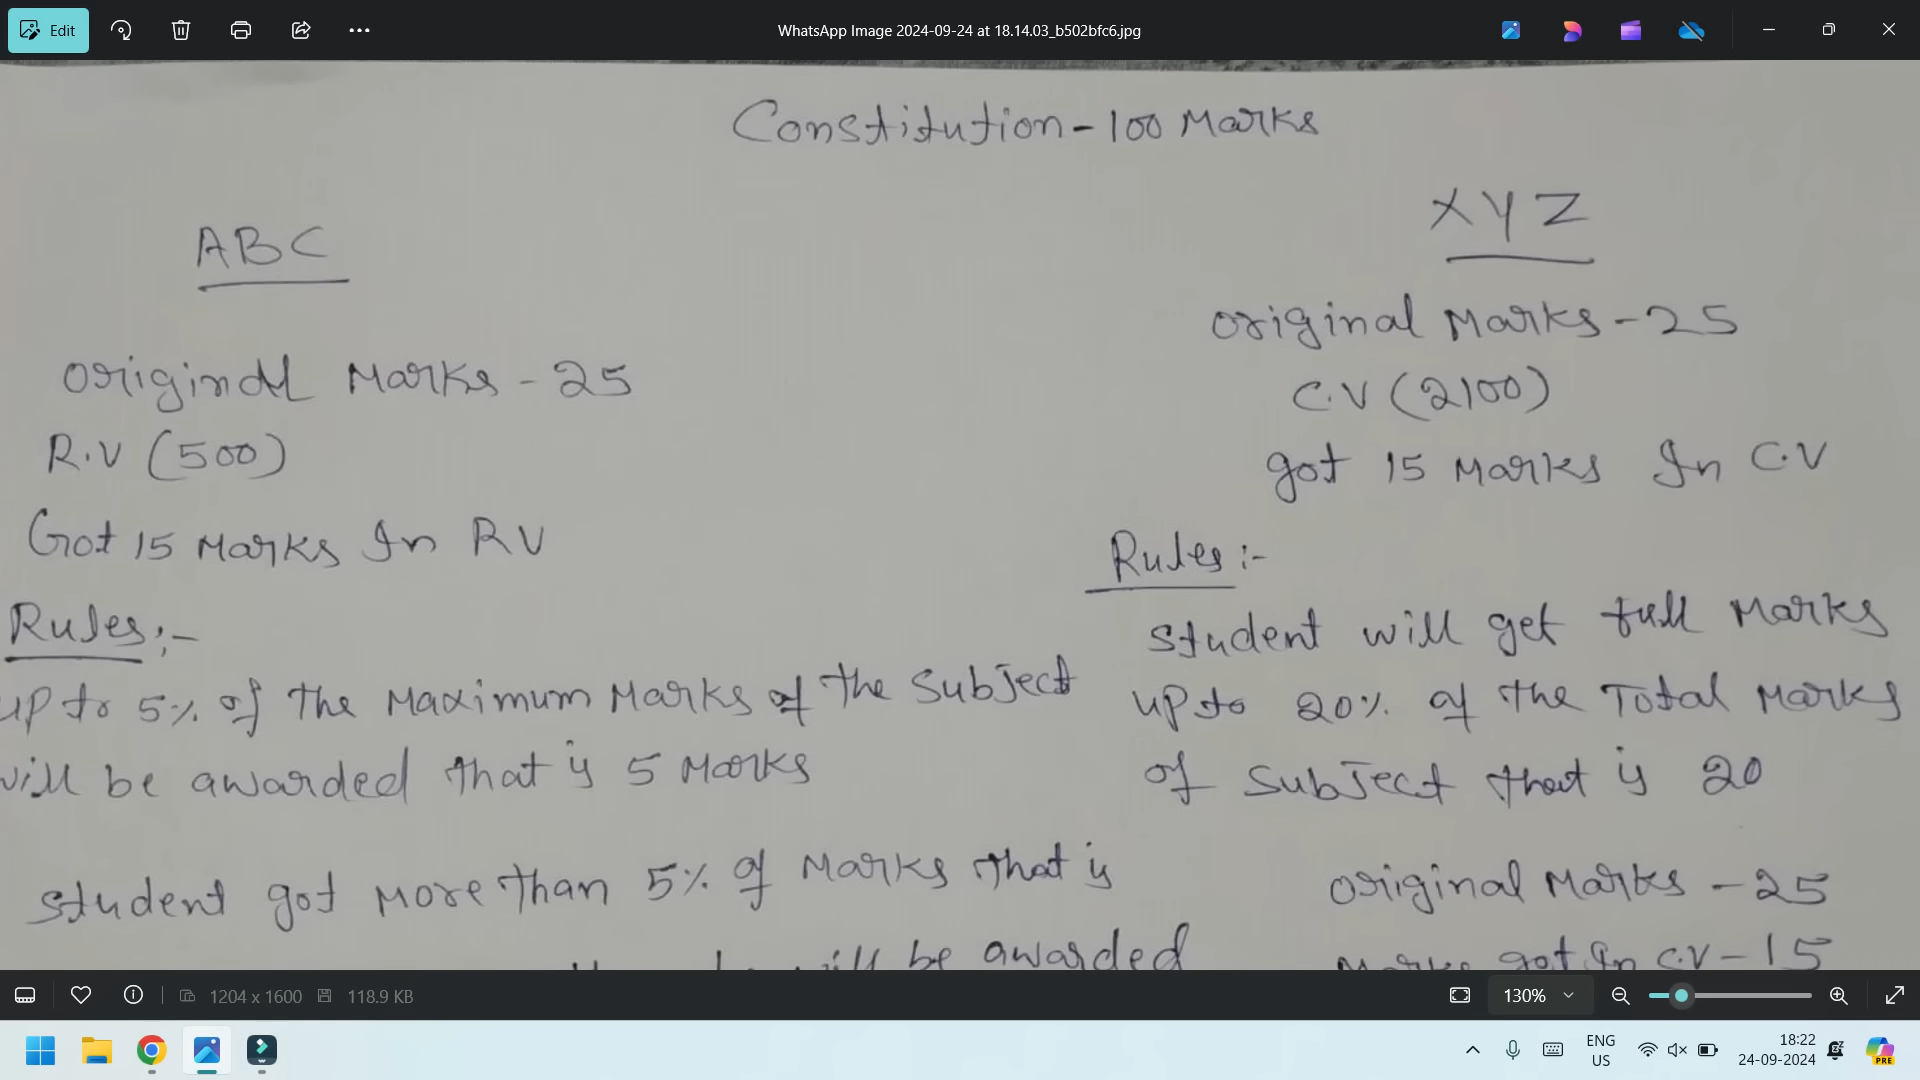 Edit
WhatsApp Image 2024-09-24 at 18.14.03_b502bfc6.jpg
Constitution - 100 Marks
ABC
Original Marks - 25
R.V (500)
Got 15 Marks In RV
Rules :-
up to 5% of The Maximum Marks of the Subject
will be awarded that is 5 Marks
Student got more than 5% of Marks that is
will be awarded
XYZ
Original Marks - 25
C.V (2100)
got 15 Marks In C.V
Rules :-
Student will get full Marks
up to 20% of the Total Marks
of Subject that is 20
Original Marks - 25
Marks got In C.V - 15
1204 x 1600
118.9 KB
130%
ENG
US
18:22
24-09-2024
PRE